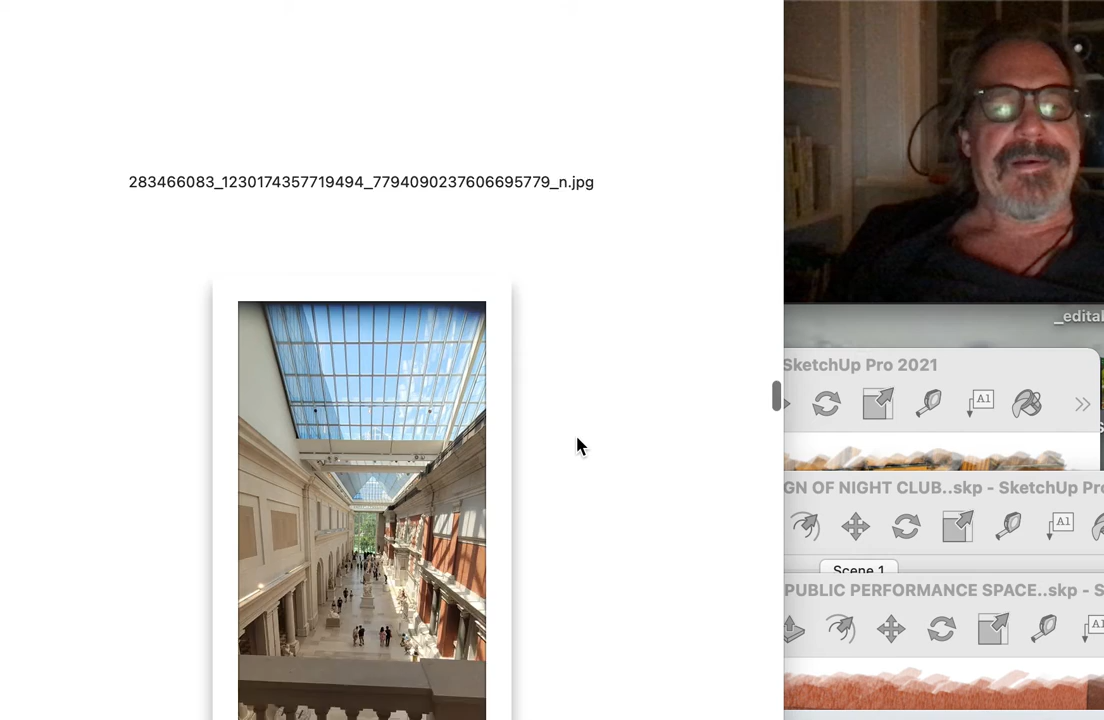 283466083_1230174357719494_7794090237606695779_n.jpg
_edita
SketchUp Pro 2021
A1
GN OF NIGHT CLUB..skp - SketchUp Pro
A1
Scene 1
PUBLIC PERFORMANCE SPACE..skp - S
A1